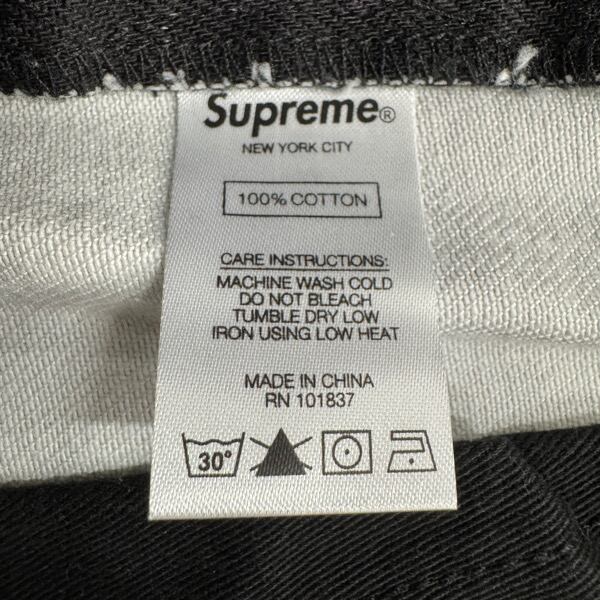 Supreme®
NEW YORK CITY
100% COTTON
CARE INSTRUCTIONS:
MACHINE WASH COLD
DO NOT BLEACH
TUMBLE DRY LOW
IRON USING LOW HEAT
MADE IN CHINA
RN 101837
30°